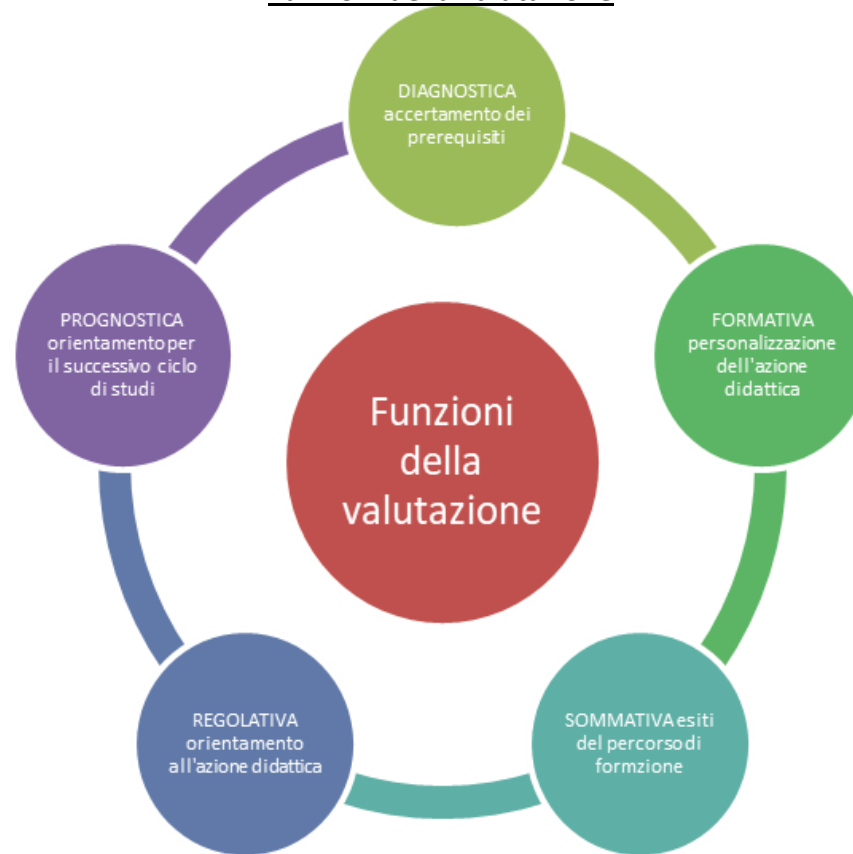 DIAGNOSTICA
accertamento dei
prerequisiti
FORMATIVA
personalizzazione
dell'azione
didattica
SOMMATIVA esiti
del percorso di
formzione
REGOLATIVA
orientamento
all'azione didattica
PROGNOSTICA
orientamento per
il successivo ciclo
di studi
Funzioni
della
valutazione